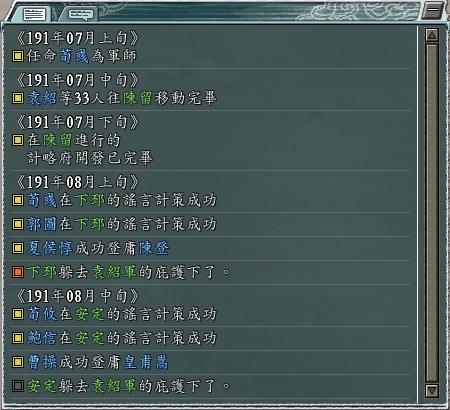 《191年07月上旬》
任命荀彧為軍師
《191年07月中旬》
袁紹等33人往陳留移動完畢
《191年07月下旬》
在陳留進行的
計略府開發已完畢
《191年08月上旬》
荀彧在下邳的謠言計策成功
郭圖在下邳的謠言計策成功
夏侯惇成功登庸陳登
下邳躲去袁紹軍的庇護下了。
《191年08月中旬》
荀攸在安定的謠言計策成功
鮑信在安定的謠言計策成功
曹操成功登庸皇甫嵩
安定躲去袁紹軍的庇護下了。